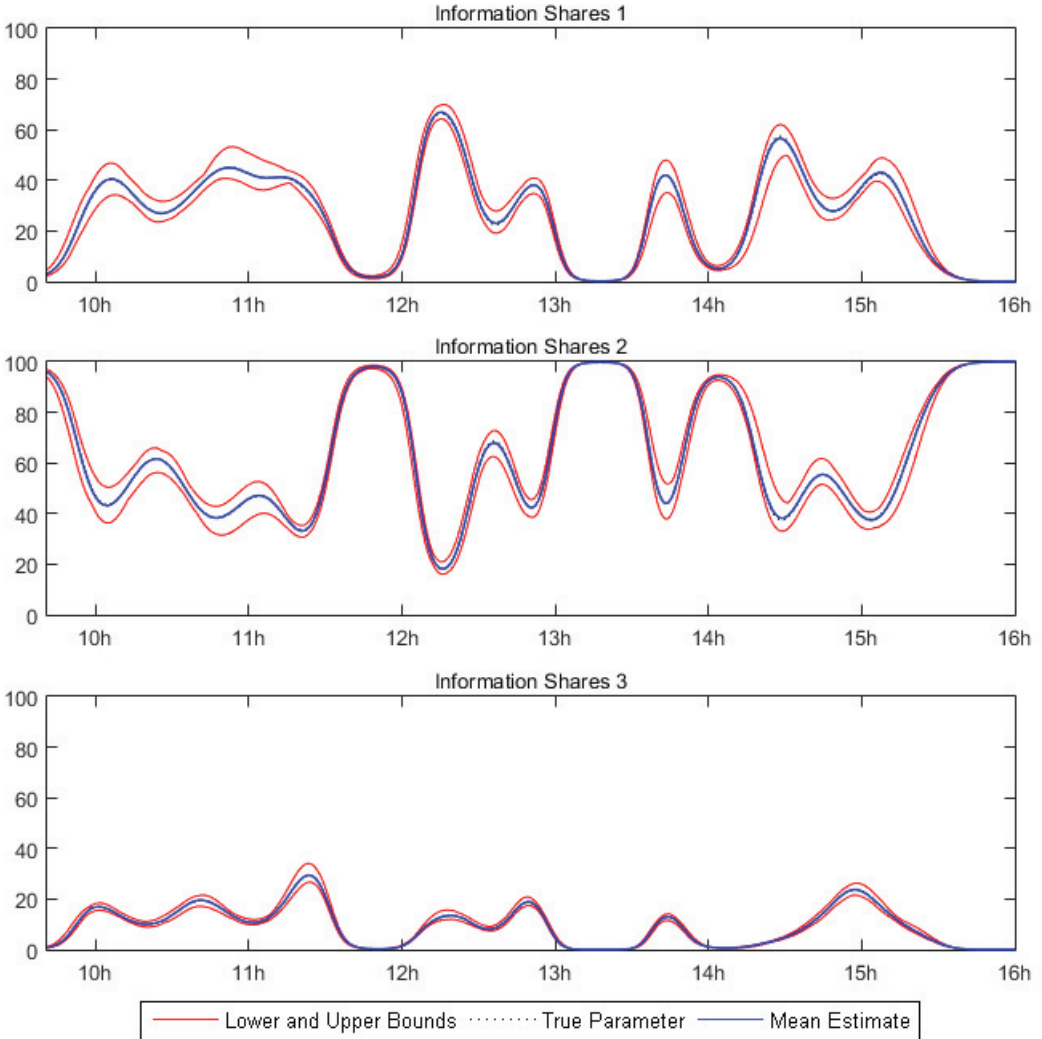 Information Shares 1
100
80
60
40
20
0
10h 11h 12h 13h 14h 15h 16h
Information Shares 2
100
80
60
40
20
0
10h 11h 12h 13h 14h 15h 16h
Information Shares 3
100
80
60
40
20
0
10h 11h 12h 13h 14h 15h 16h
Lower and Upper Bounds True Parameter Mean Estimate